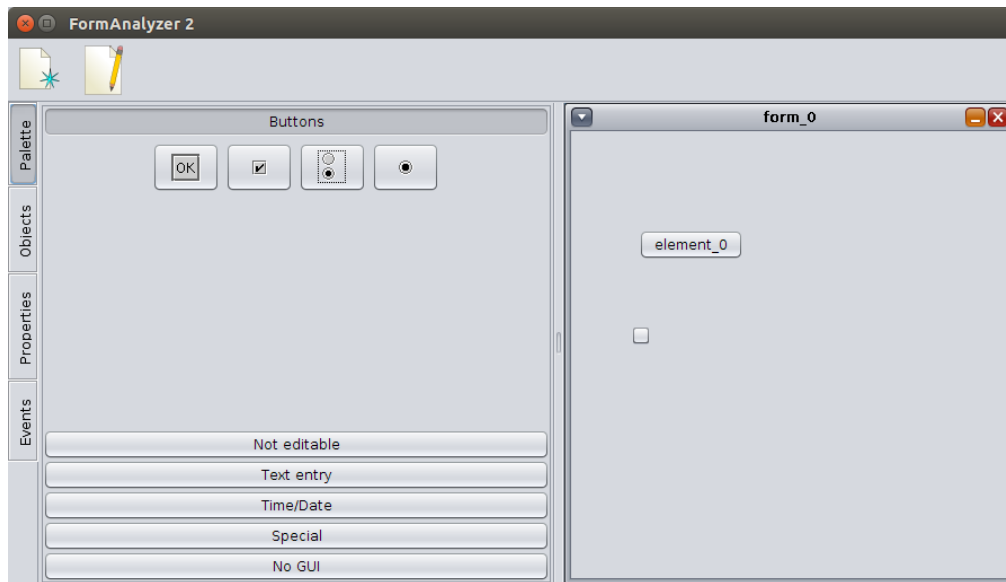 FormAnalyzer 2
Palette
Objects
Properties
Events
Buttons
OK
Not editable
Text entry
Time/Date
Special
No GUI
form_0
element_0